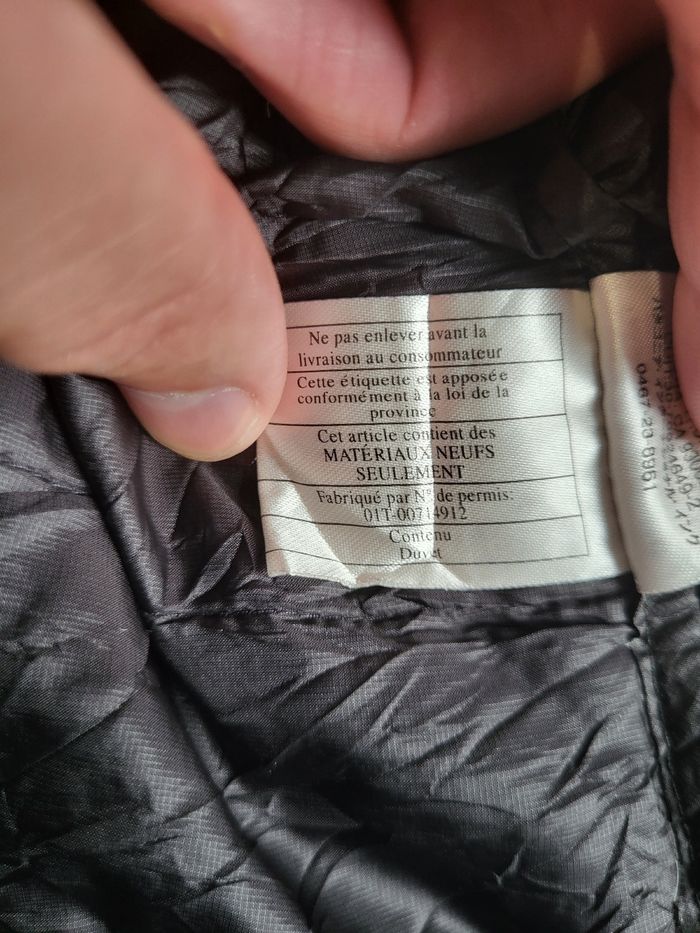 Ne pas enlever avant la
livraison au consommateur
Cette étiquette est apposée
conformément à la loi de la
province
Cet article contient des
MATÉRIAUX NEUFS
SEULEMENT
Fabriqué par Nº de permis:
01T-00714912
Contenu
Duvet